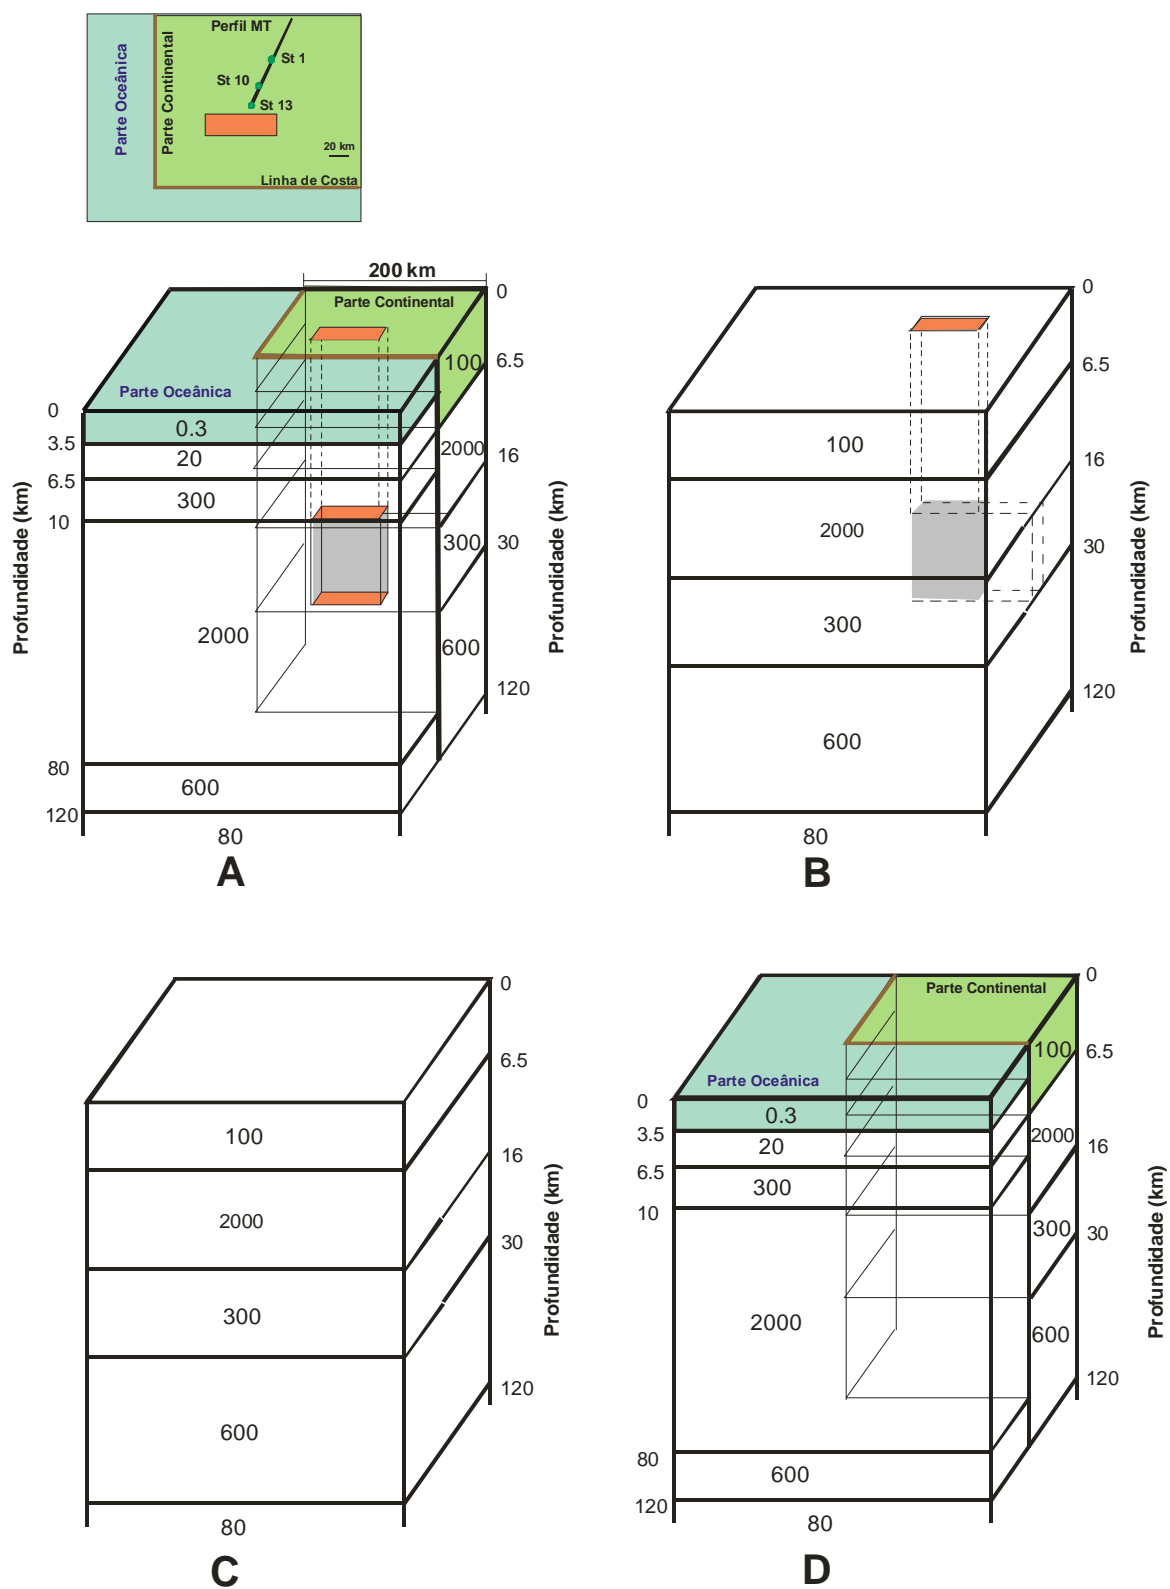 Perfil MT
St 1
St 10
St 13
20 km
Linha de Costa
Parte Oceânica
Parte Continental
200 km
Parte Continental
Parte Oceânica
0
3.5
6.5
10
80
120
Profundidade (km)
0.3
20
300
2000
600
80
100
2000
300
600
0
6.5
16
30
120
Profundidade (km)
A
100
2000
300
600
80
0
6.5
16
30
120
Profundidade (km)
B
100
2000
300
600
80
0
6.5
16
30
120
Profundidade (km)
C
Parte Continental
Parte Oceânica
0
3.5
6.5
10
80
120
0.3
20
300
2000
600
80
100
2000
300
600
0
6.5
16
30
120
Profundidade (km)
D